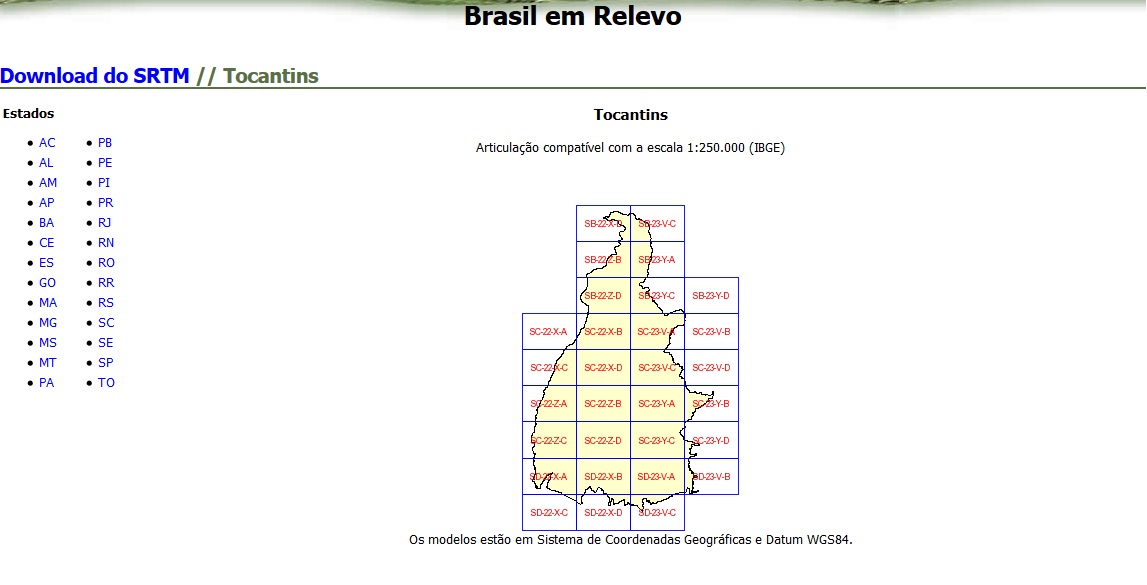 Brasil em Relevo
Download do SRTM // Tocantins
Estados
AC
AL
AM
AP
BA
CE
ES
GO
MA
MG
MS
MT
PA
PB
PE
PI
PR
RJ
RN
RO
RR
RS
SC
SE
SP
TO
Tocantins
Articulação compatível com a escala 1:250.000 (IBGE)
SB-22-X-D SB-23-V-C
SB-22-Z-B SB-23-Y-A
SB-22-Z-D SB-23-Y-C SB-23-Y-D
SC-22-X-A SC-22-X-B SC-23-V-A SC-23-V-B
SC-22-X-C SC-22-X-D SC-23-V-C SC-23-V-D
SC-22-Z-A SC-22-Z-B SC-23-Y-A SC-23-Y-B
SC-22-Z-C SC-22-Z-D SC-23-Y-C SC-23-Y-D
SD-22-X-A SD-22-X-B SD-23-V-A SD-23-V-B
SD-22-X-C SD-22-X-D SD-23-V-C
Os modelos estão em Sistema de Coordenadas Geográficas e Datum WGS84.